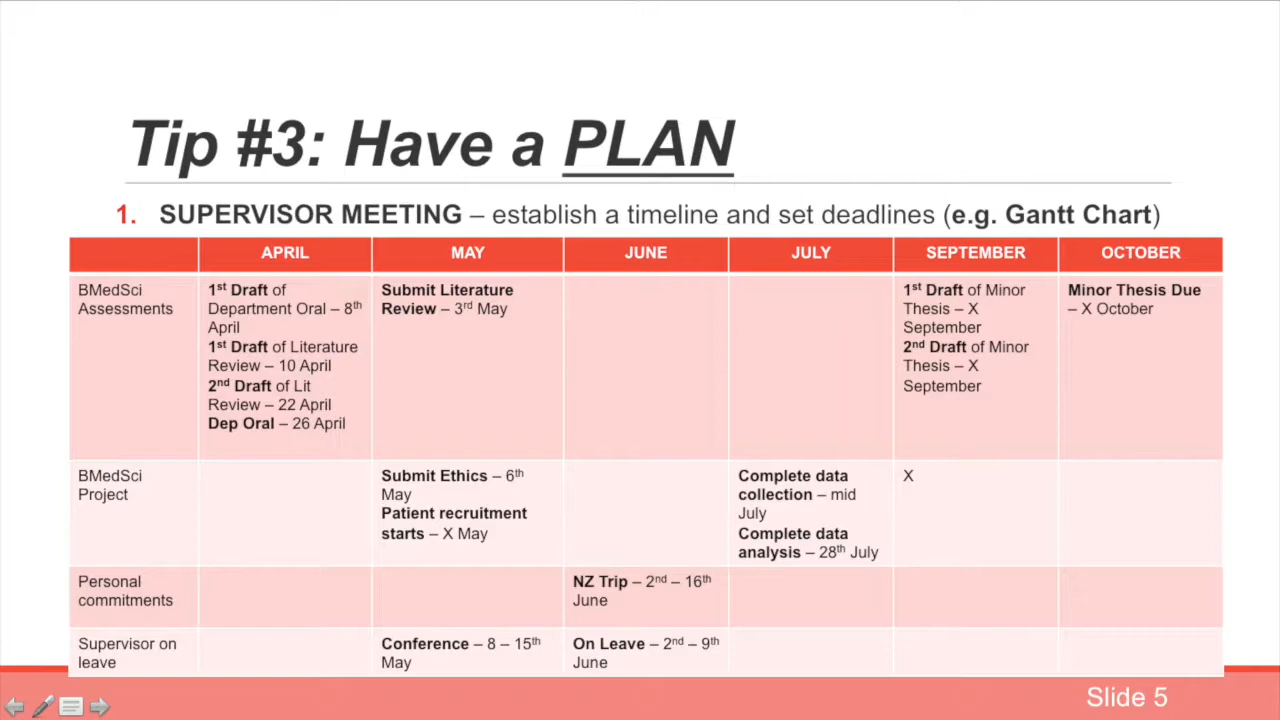 Tip #3: Have a PLAN
1. SUPERVISOR MEETING – establish a timeline and set deadlines (e.g. Gantt Chart)
APRIL MAY JUNE JULY SEPTEMBER OCTOBER
BMedSci
Assessments
1st Draft of
Department Oral – 8th
April
1st Draft of Literature
Review – 10 April
2nd Draft of Lit
Review – 22 April
Dep Oral – 26 April
Submit Literature
Review – 3rd May
1st Draft of Minor
Thesis – X
September
2nd Draft of Minor
Thesis – X
September
Minor Thesis Due
– X October
BMedSci
Project
Submit Ethics – 6th
May
Patient recruitment
starts – X May
Complete data
collection – mid
July
Complete data
analysis – 28th July
X
Personal
commitments
NZ Trip – 2nd – 16th
June
Supervisor on
leave
Conference – 8 – 15th
May
On Leave – 2nd – 9th
June
Slide 5